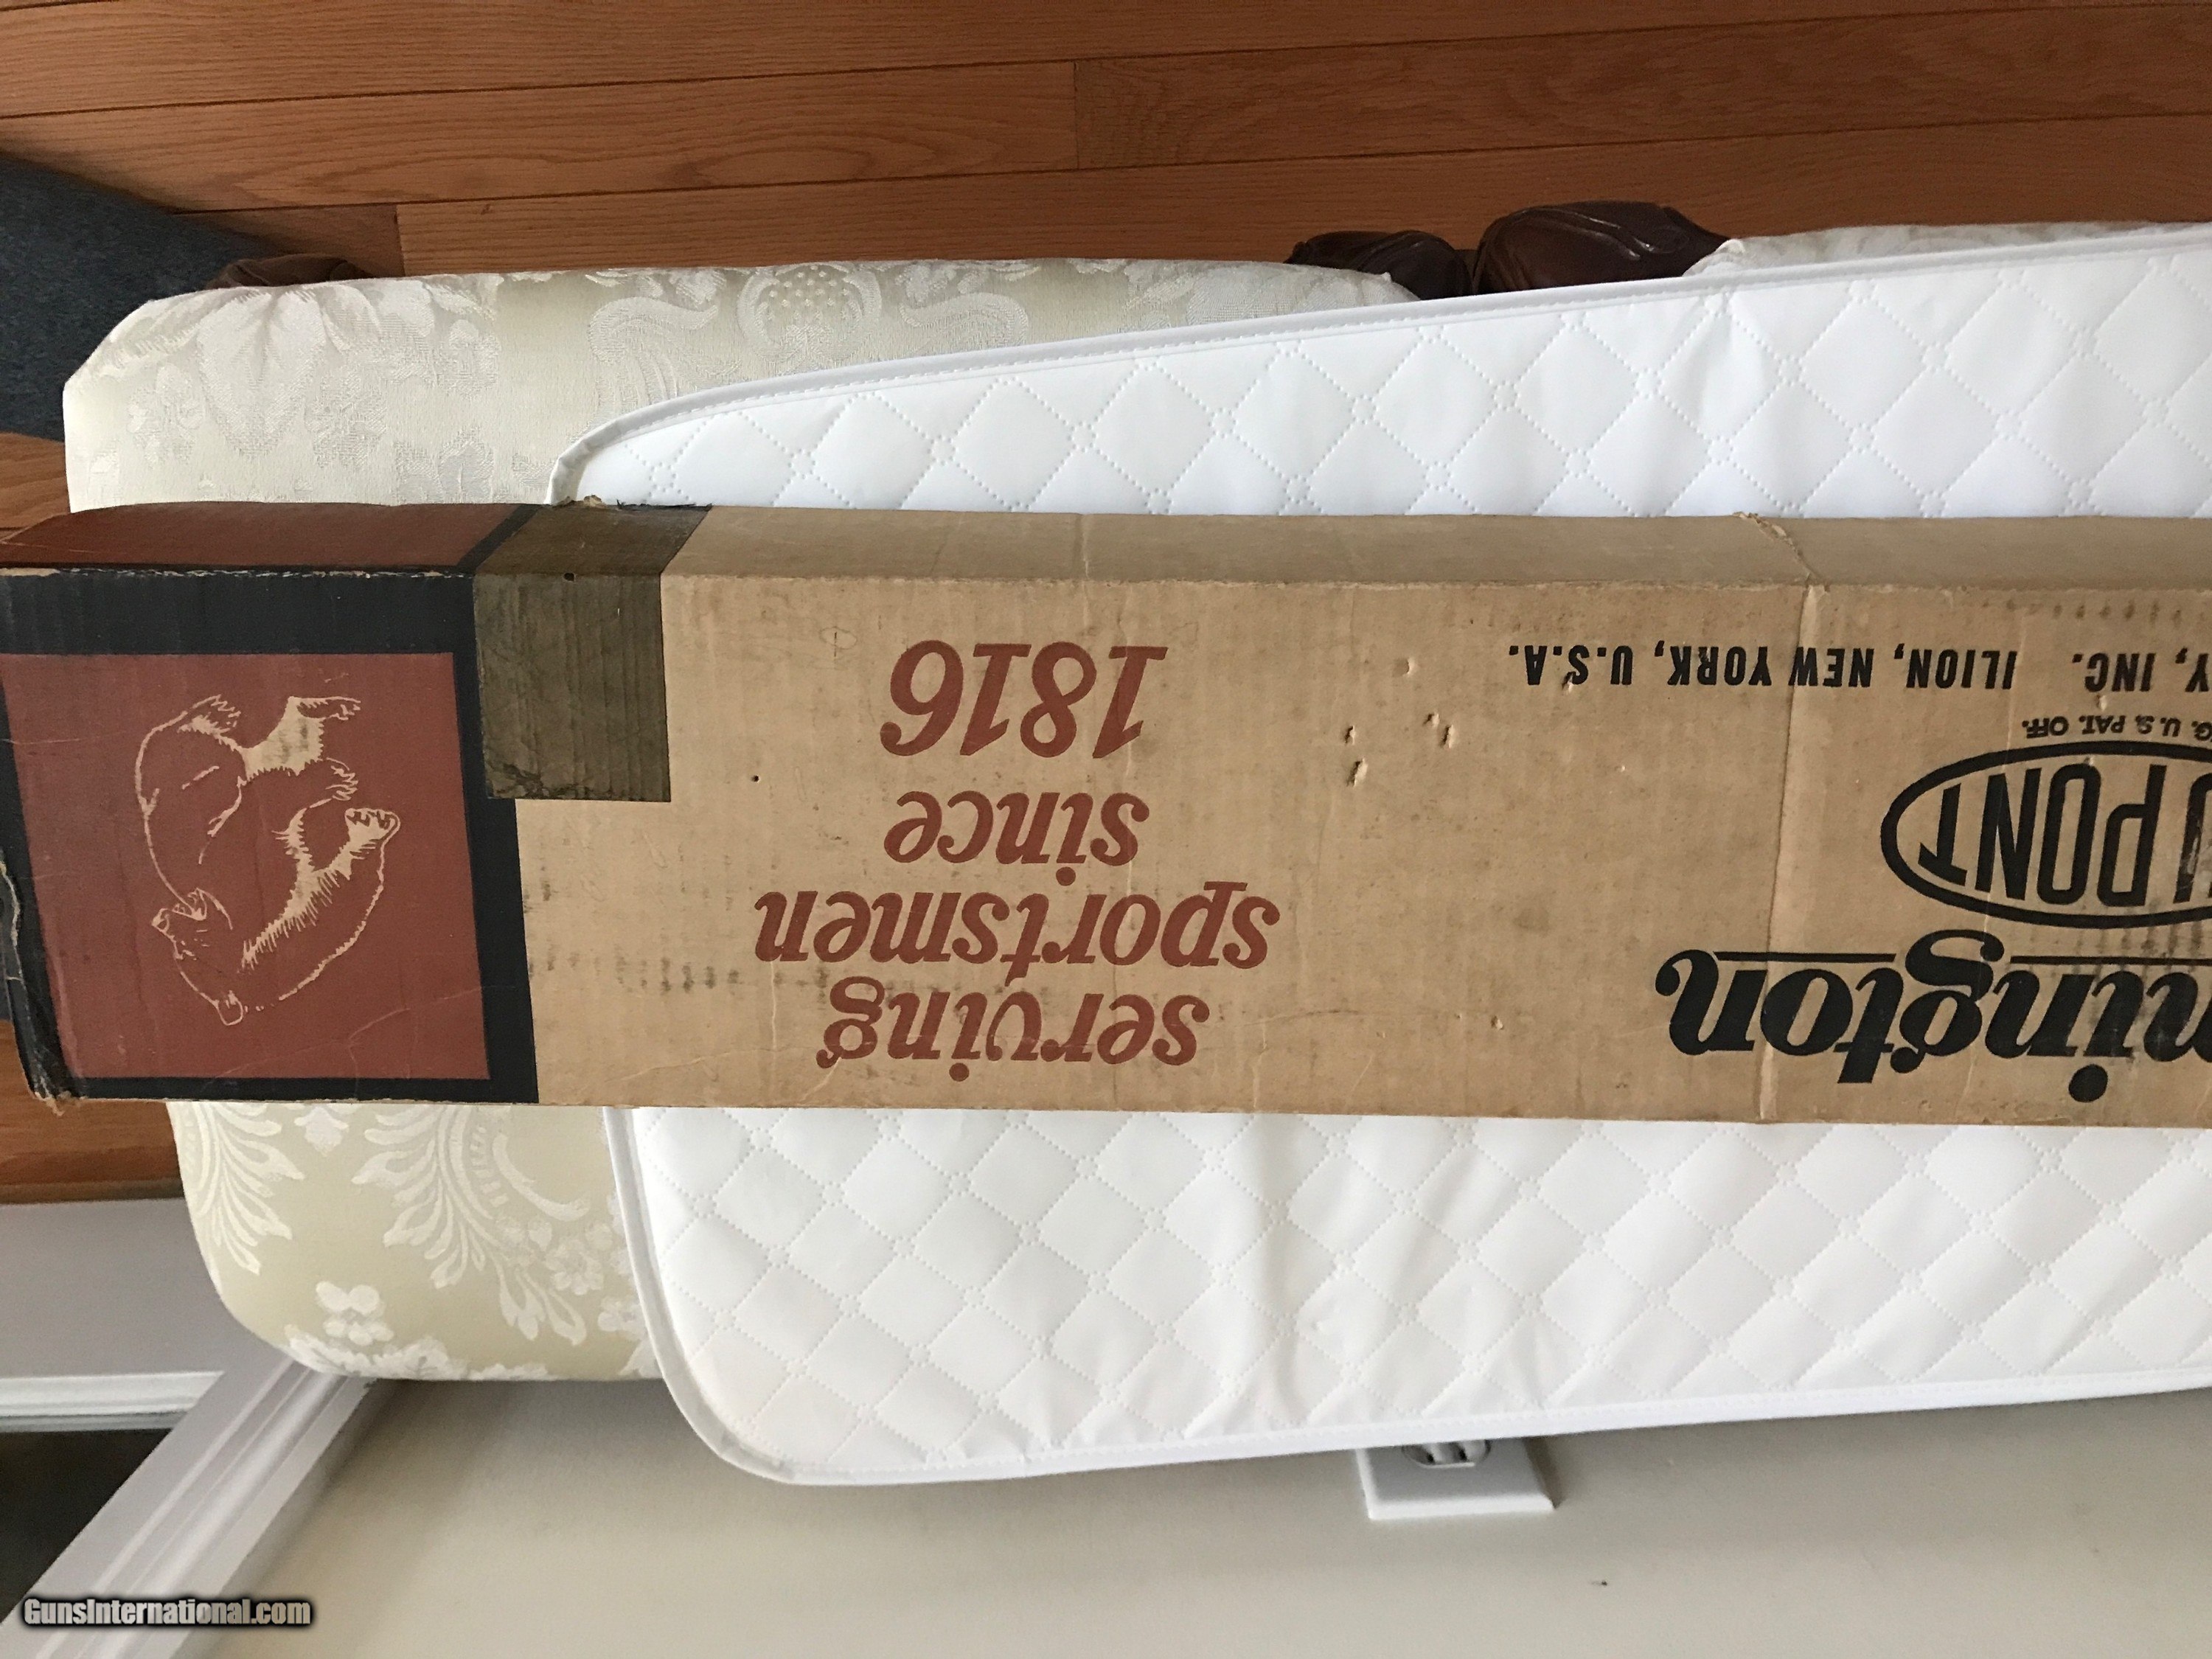 mington
U PONT
G. U.S. PAT. OFF.
Y, INC. ILION, NEW YORK, U.S.A.
serving
sportsmen
since
1816
GunsInternational.com